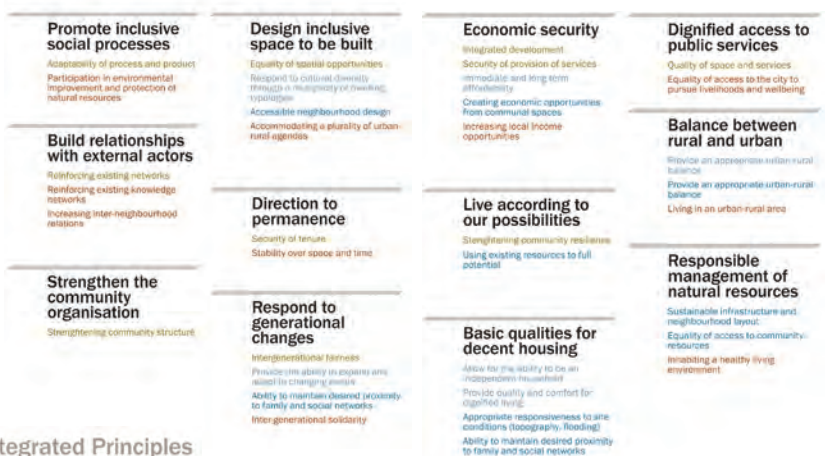 Promote inclusive
social processes
Adaptability of process and product
Participation in environmental
improvement and protection of
natural resources
Build relationships
with external actors
Reinforcing existing networks
Reinforcing existing knowledge
networks
Increasing inter-neighbourhood
relations
Strengthen the
community
organisation
Strengthening community structure
Design inclusive
space to be built
Equality of spatial opportunities
Respond to cultural diversity
through a multiplicity of dwelling
typologies
Accessible neighbourhood design
Accommodating a plurality of urban-
rural agendas
Direction to
permanence
Security of tenure
Stability over space and time
Respond to
generational
changes
Intergenerational fairness
Provide the ability to expand and
adapt to changing needs
Ability to maintain desired proximity
to family and social networks
Inter-generational solidarity
Economic security
Integrated development
Security of provision of services
Immediate and long term
affordability
Creating economic opportunities
from communal spaces
Increasing local income
opportunities
Live according to
our possibilities
Strengthening community resilience
Using existing resources to full
potential
Basic qualities for
decent housing
Allow for the ability to be an
independent household
Provide quality and comfort for
dignified living
Appropriate responsiveness to site
conditions (topography, flooding)
Ability to maintain desired proximity
to family and social networks
Dignified access to
public services
Quality of space and services
Equality of access to the city to
pursue livelihoods and wellbeing
Balance between
rural and urban
Provide an appropriate urban-rural
balance
Provide an appropriate urban-rural
balance
Living in an urban-rural area
Responsible
management of
natural resources
Sustainable infrastructure and
neighbourhood layout
Equality of access to community
resources
Inhabiting a healthy living
environment
tegrated Principles